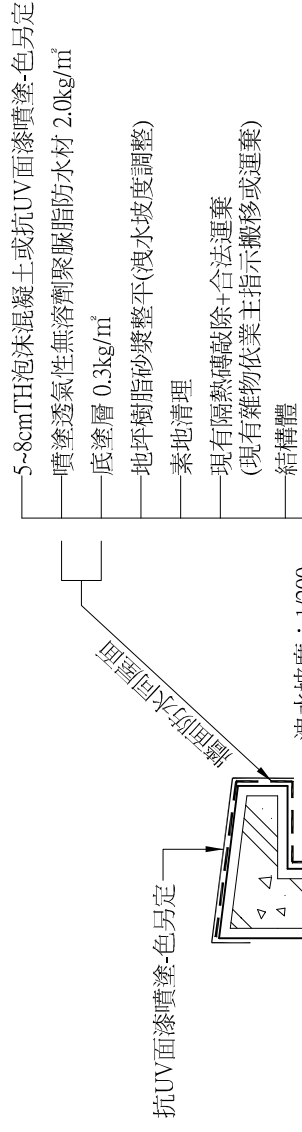 5~8cmTH泡沫混凝土或抗UV面漆噴塗-色另定
噴塗透氣性無溶劑聚脲脂防水材 2.0kg/㎡
底塗層 0.3kg/㎡
地坪樹脂砂漿整平(洩水坡度調整)
素地清理
現有隔熱磚敲除+合法運棄
(現有雜物依業主指示搬移或運棄)
結構體
牆面防水同屋面
抗UV面漆噴塗-色另定
洩水坡度：1/200